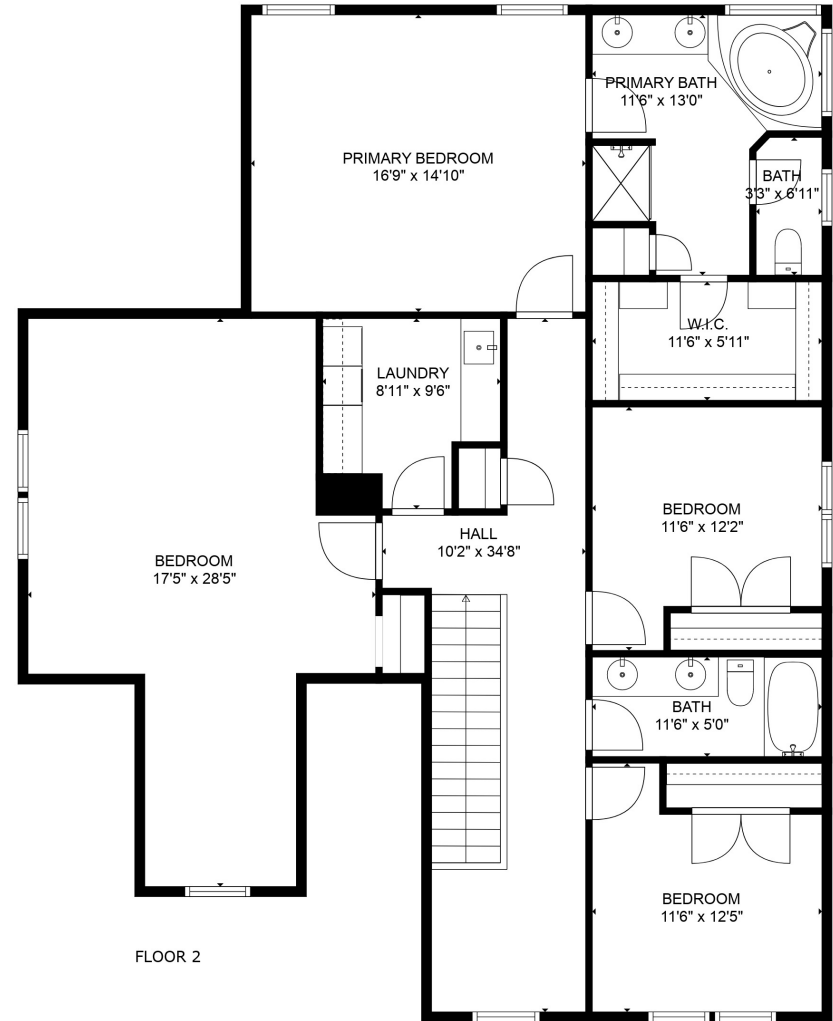 PRIMARY BATH
11'6" x 13'0"
PRIMARY BEDROOM
16'9" x 14'10"
BATH
3'3" x 6'11"
W.I.C.
11'6" x 5'11"
LAUNDRY
8'11" x 9'6"
BEDROOM
11'6" x 12'2"
HALL
10'2" x 34'8"
BEDROOM
17'5" x 28'5"
BATH
11'6" x 5'0"
BEDROOM
11'6" x 12'5"
FLOOR 2